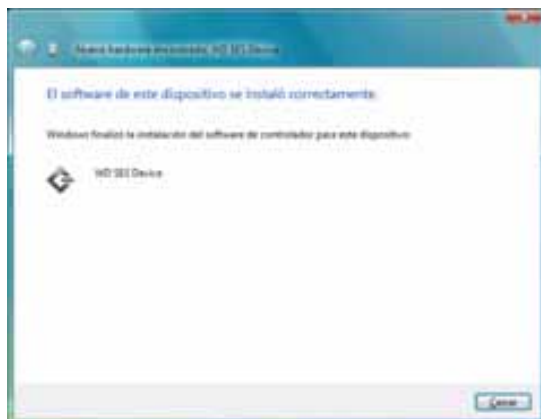 Nuevo hardware encontrado: WD SES Device
El software de este dispositivo se instaló correctamente.
Windows finalizó la instalación del software de controlador para este dispositivo:
WD SES Device
Cerrar